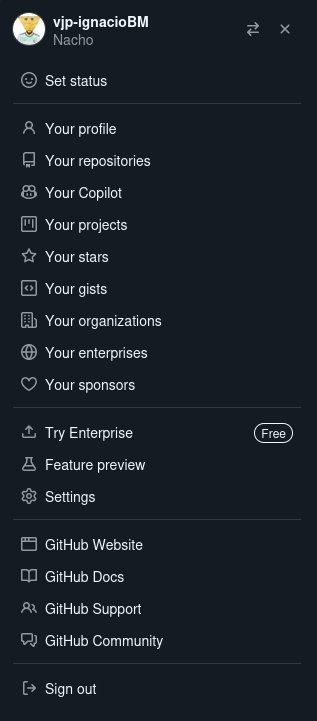 vjp-ignacioBM
Nacho
Set status
Your profile
Your repositories
Your Copilot
Your projects
Your stars
Your gists
Your organizations
Your enterprises
Your sponsors
Try Enterprise Free
Feature preview
Settings
GitHub Website
GitHub Docs
GitHub Support
GitHub Community
Sign out